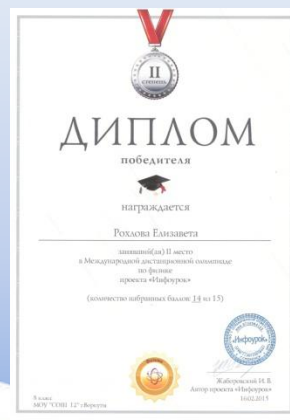 II
СТЕПЕНЬ
ДИПЛОМ
победителя
награждается
Рохлова Елизавета
занявший(ая) II место
в Международной дистанционной олимпиаде
по физике
проекта «Инфоурок»
(количество набранных баллов: 14 из 15)
«Инфоурок»
8 класс
МОУ "СОШ 12" г.Воркута
Жаборовский И. В.
Автор проекта «Инфоурок»
16.02.2015